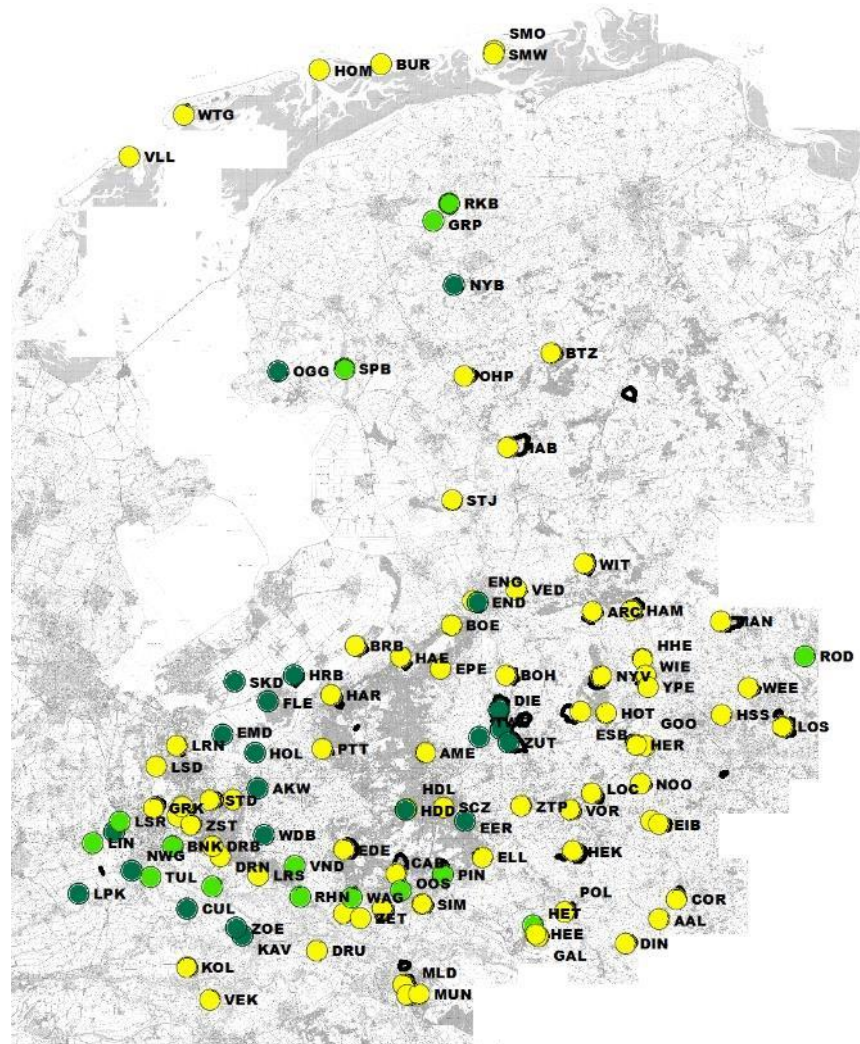 SMO
SMW
BUR
HOM
WTG
VLL
RKB
GRP
NYB
BTZ
OGG
SPB
OHP
HAB
STJ
WIT
ENG
VED
END
ARC
HAM
BOE
MAN
BRB
HAE
HHE
ROD
EPE
WIE
HRB
BOH
NYV
SKD
YPE
WEE
HAR
DIE
FLE
HOT
HSS
GOO
LOS
EMD
ESB
LRN
HOL
PTT
AME
ZUT
HER
LSD
NOO
AKW
HDL
LOC
STD
GRK
HDD
SCZ
ZTP
VOR
LSR
ZST
EER
EIB
WDB
LIN
BNK
DRB
EDE
ELL
HEK
NWG
DRN
VND
CAB
TUL
LRS
PIN
OOS
POL
LPK
RHN
WAG
COR
CUL
SIM
HET
ZET
AAL
ZOE
HEE
KAV
DRU
GAL
DIN
KOL
MLD
VEK
MUN